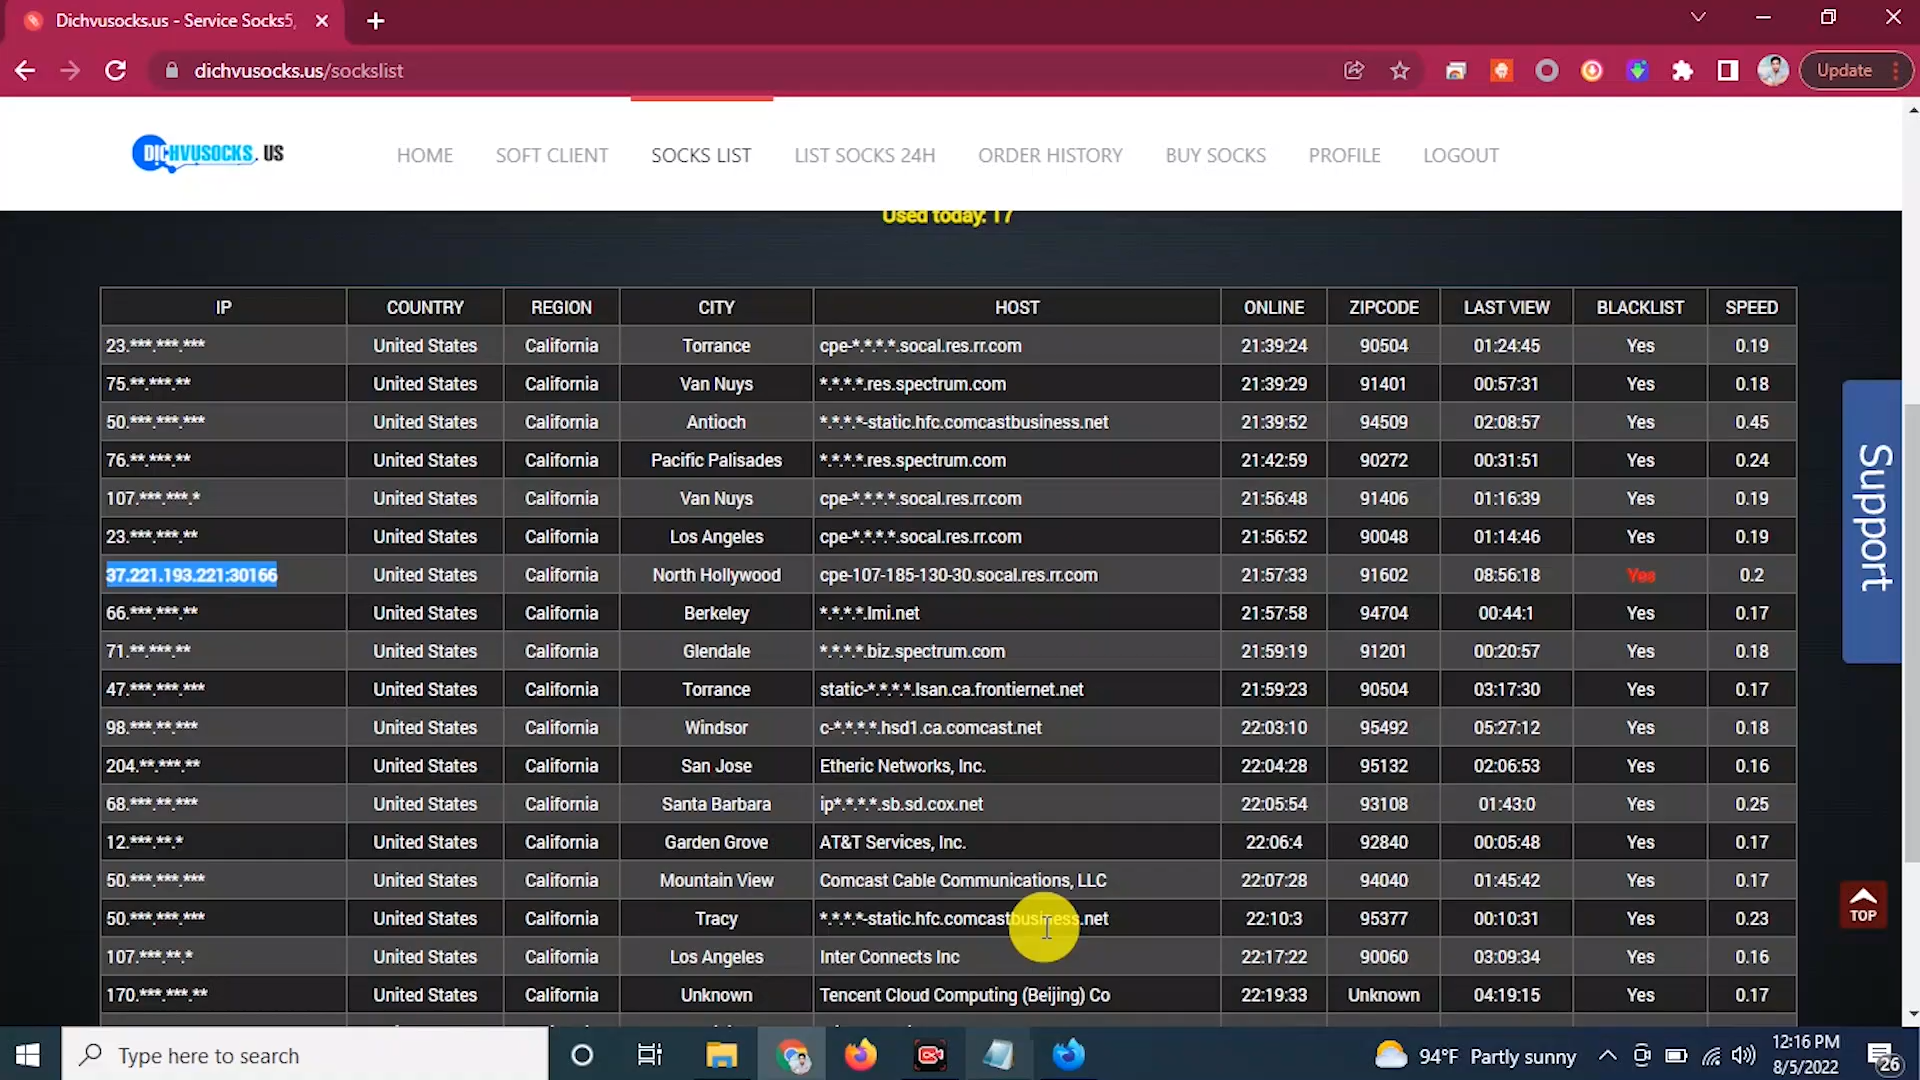 Dichvusocks.us - Service Socks5,
dichvusocks.us/sockslist
Update
DICHVUSOCKS. US
HOME SOFT CLIENT SOCKS LIST LIST SOCKS 24H ORDER HISTORY BUY SOCKS PROFILE LOGOUT
Used today: 17
IP COUNTRY REGION CITY HOST ONLINE ZIPCODE LAST VIEW BLACKLIST SPEED
23.***.***.*** United States California Torrance cpe-*.*.*.*.socal.res.rr.com 21:39:24 90504 01:24:45 Yes 0.19
75.**.***.** United States California Van Nuys *.*.*.*.res.spectrum.com 21:39:29 91401 00:57:31 Yes 0.18
50.***.***.*** United States California Antioch *.*.*.*-static.hfc.comcastbusiness.net 21:39:52 94509 02:08:57 Yes 0.45
76.**.***.** United States California Pacific Palisades *.*.*.*.res.spectrum.com 21:42:59 90272 00:31:51 Yes 0.24
107.***.***.* United States California Van Nuys cpe-*.*.*.*.socal.res.rr.com 21:56:48 91406 01:16:39 Yes 0.19
23.***.***.** United States California Los Angeles cpe-*.*.*.*.socal.res.rr.com 21:56:52 90048 01:14:46 Yes 0.19
37.221.193.221:30166 United States California North Hollywood cpe-107-185-130-30.socal.res.rr.com 21:57:33 91602 08:56:18 Yes 0.2
66.***.***.** United States California Berkeley *.*.*.*.lmi.net 21:57:58 94704 00:44:1 Yes 0.17
71.**.***.** United States California Glendale *.*.*.*.biz.spectrum.com 21:59:19 91201 00:20:57 Yes 0.18
47.***.***.*** United States California Torrance static-*.*.*.*.lsan.ca.frontiernet.net 21:59:23 90504 03:17:30 Yes 0.17
98.***.**.*** United States California Windsor c-*.*.*.*.hsd1.ca.comcast.net 22:03:10 95492 05:27:12 Yes 0.18
204.**.***.** United States California San Jose Etheric Networks, Inc. 22:04:28 95132 02:06:53 Yes 0.16
68.***.**.*** United States California Santa Barbara ip*.*.*.*.sb.sd.cox.net 22:05:54 93108 01:43:0 Yes 0.25
12.***.**.* United States California Garden Grove AT&T Services, Inc. 22:06:4 92840 00:05:48 Yes 0.17
50.***.***.*** United States California Mountain View Comcast Cable Communications, LLC 22:07:28 94040 01:45:42 Yes 0.17
50.***.***.*** United States California Tracy *.*.*.*-static.hfc.comcastbusiness.net 22:10:3 95377 00:10:31 Yes 0.23
107.***.**.* United States California Los Angeles Inter Connects Inc 22:17:22 90060 03:09:34 Yes 0.16
170.***.***.** United States California Unknown Tencent Cloud Computing (Beijing) Co 22:19:33 Unknown 04:19:15 Yes 0.17
Support
TOP
Type here to search
94°F Partly sunny
12:16 PM
8/5/2022
26